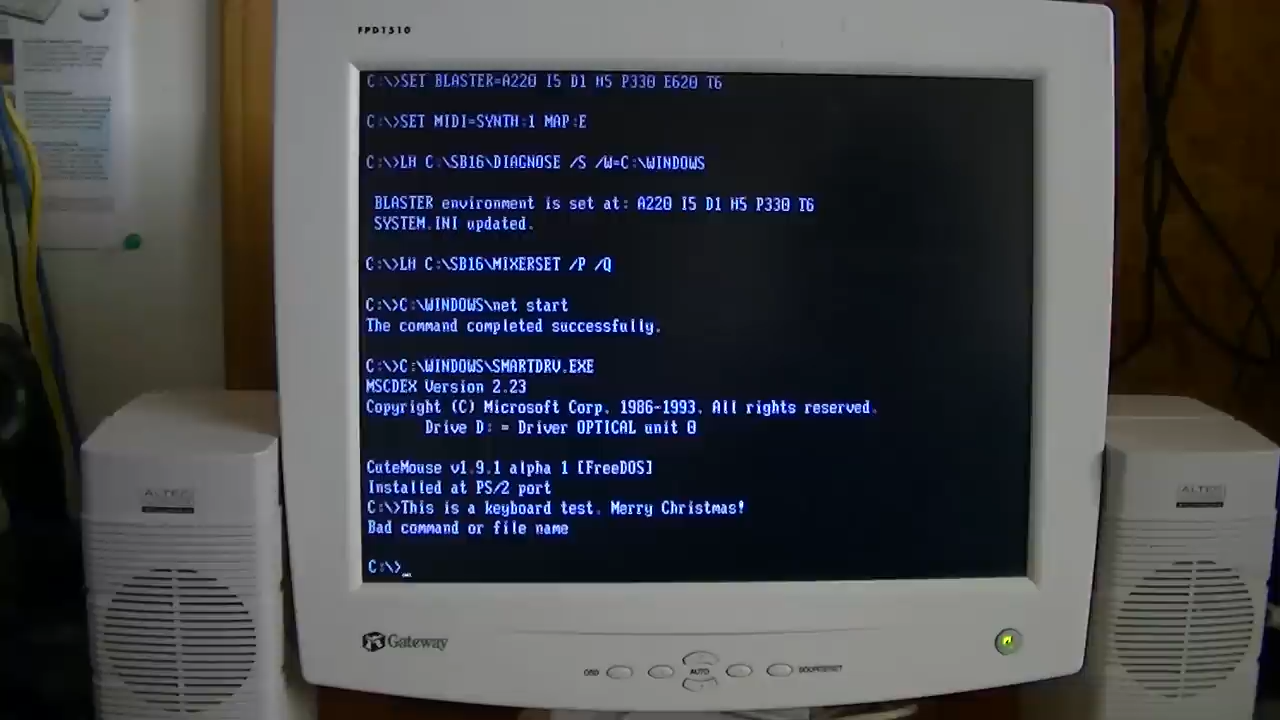 FPD1510
C:\>SET BLASTER=A220 I5 D1 H5 P330 E620 T6
C:\>SET MIDI=SYNTH:1 MAP:E
C:\>LH C:\SB16\DIAGNOSE /S /W=C:\WINDOWS
BLASTER environment is set at: A220 I5 D1 H5 P330 T6
SYSTEM.INI updated.
C:\>LH C:\SB16\MIXERSET /P /Q
C:\>C:\WINDOWS\net start
The command completed successfully.
C:\>C:\WINDOWS\SMARTDRV.EXE
MSCDEX Version 2.23
Copyright (C) Microsoft Corp. 1986-1993. All rights reserved.
Drive D: = Driver OPTICAL unit 0
CuteMouse v1.9.1 alpha 1 [FreeDOS]
Installed at PS/2 port
C:\>This is a keyboard test. Merry Christmas!
Bad command or file name
C:\>_
ALTEC
ALTEC
Gateway
OSD
AUTO